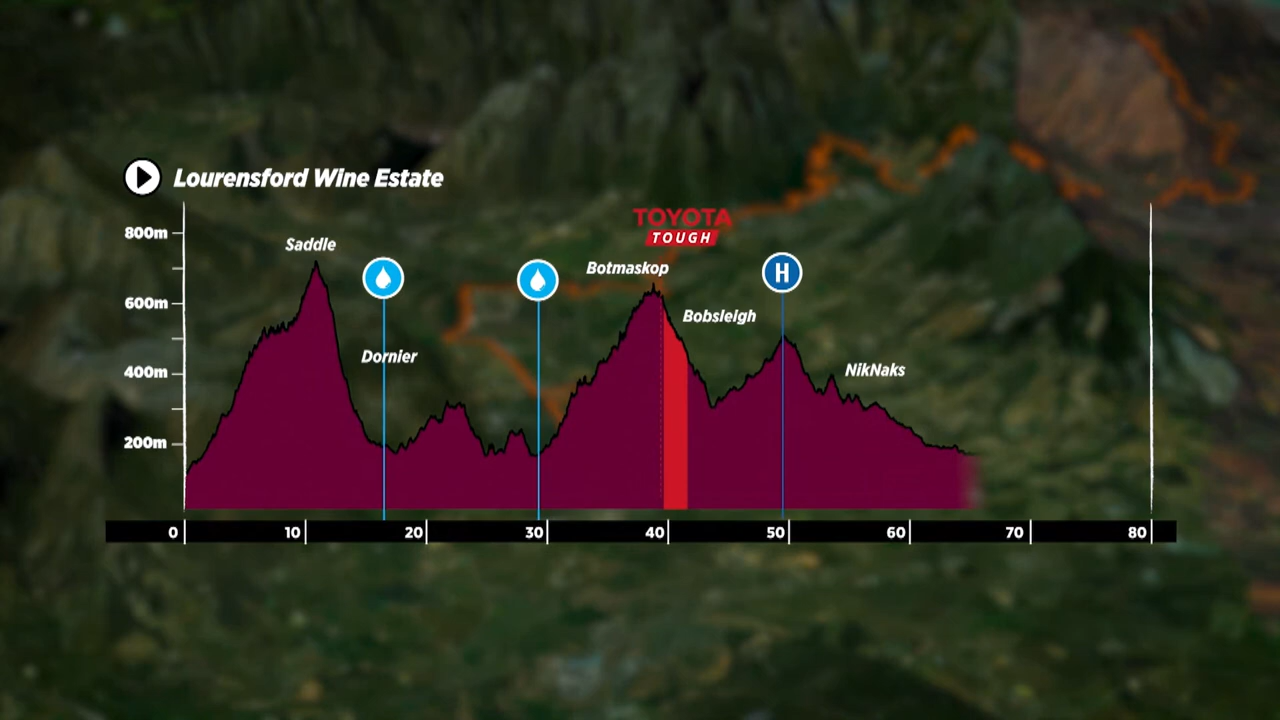 Lourensford Wine Estate
TOYOTA
TOUGH
800m
Saddle
Botmaskop
H
600m
Bobsleigh
Dornier
400m
NikNaks
200m
0 10 20 30 40 50 60 70 80